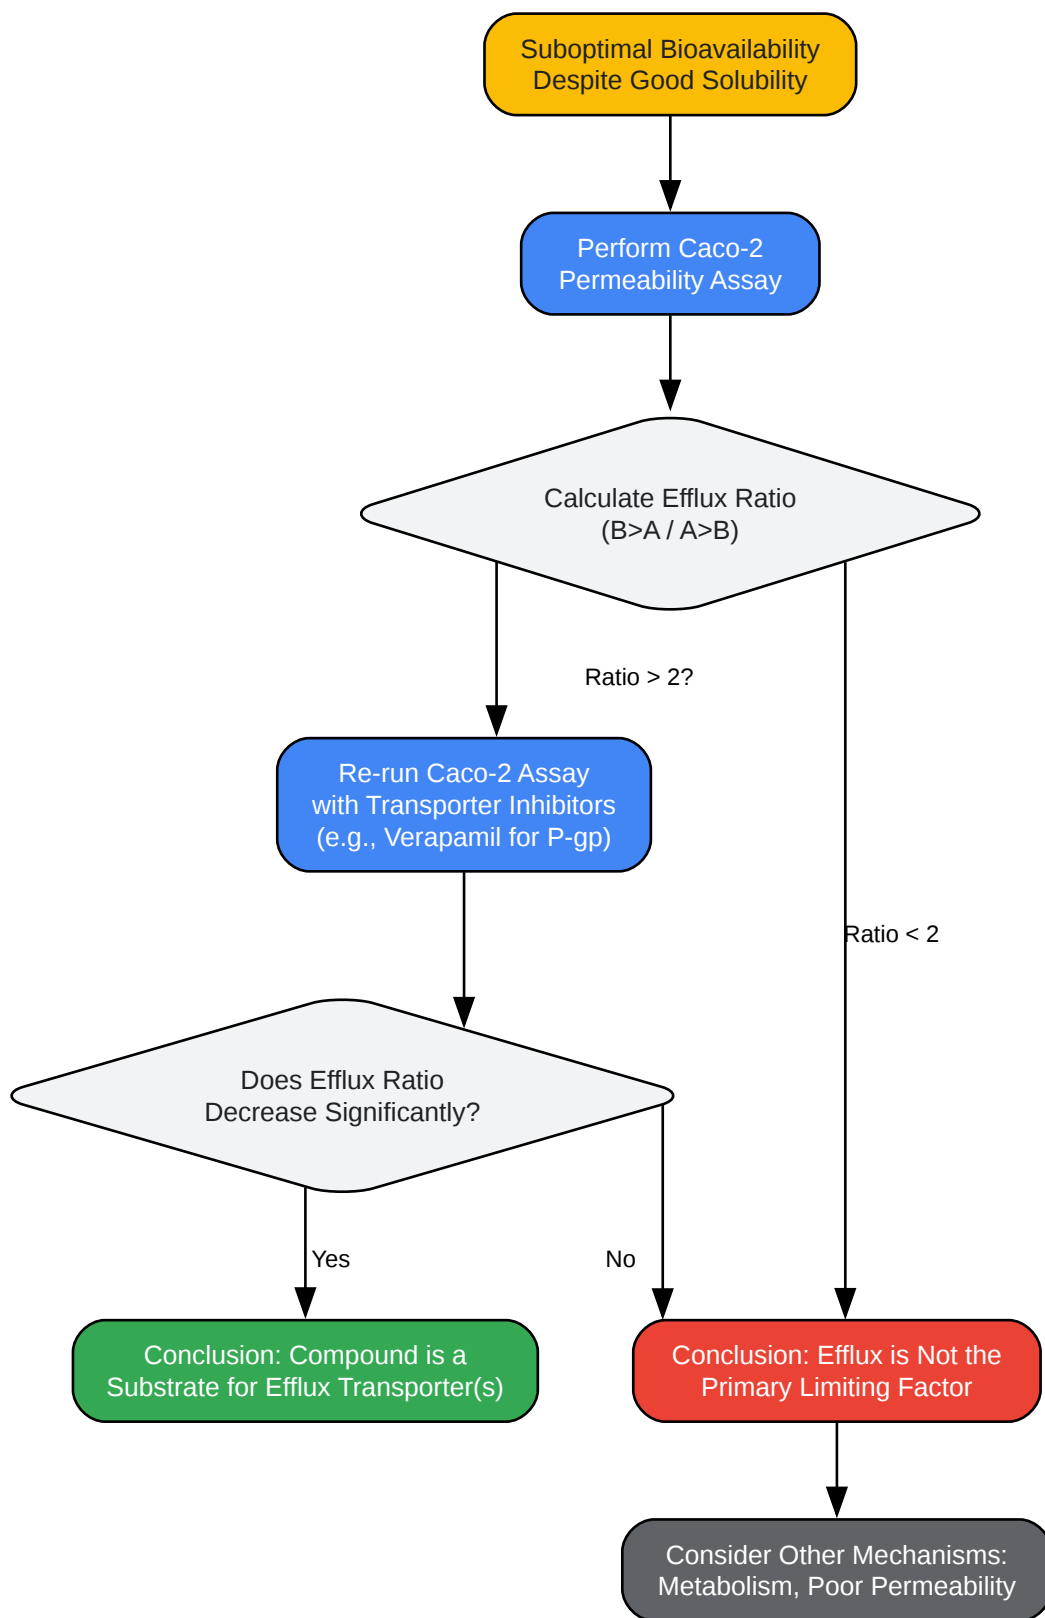 Suboptimal Bioavailability
Despite Good Solubility
Perform Caco-2
Permeability Assay
Calculate Efflux Ratio
(B>A / A>B)
Ratio > 2?
Re-run Caco-2 Assay
with Transporter Inhibitors
(e.g., Verapamil for P-gp)
Ratio < 2
Does Efflux Ratio
Decrease Significantly?
Yes
No
Conclusion: Compound is a
Substrate for Efflux Transporter(s)
Conclusion: Efflux is Not the
Primary Limiting Factor
Consider Other Mechanisms:
Metabolism, Poor Permeability